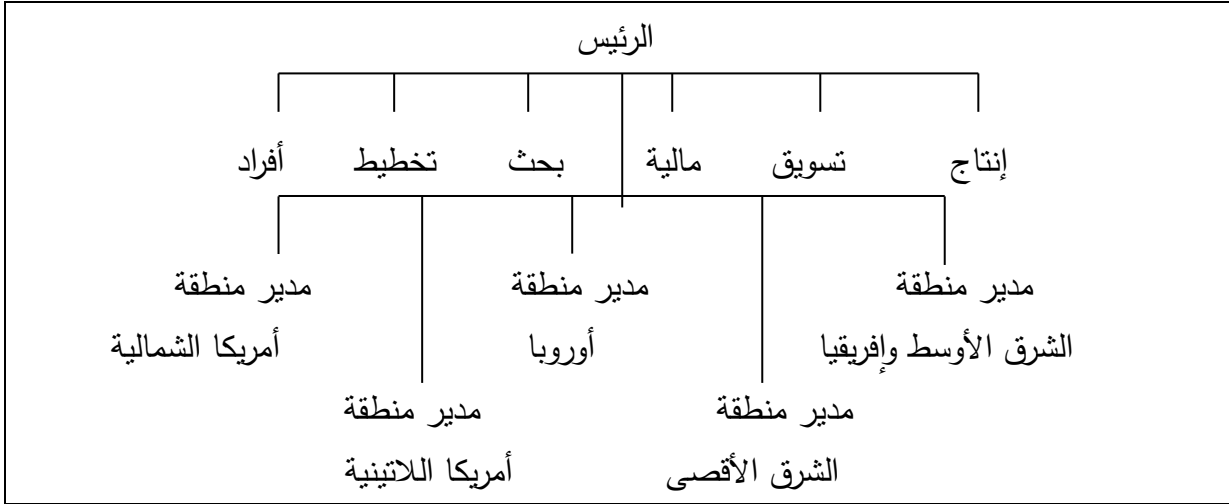 الرئيس
إنتاج تسويق مالية بحث تخطيط أفراد
مدير منطقة مدير منطقة مدير منطقة
الشرق الأوسط وإفريقيا أوروبا أمريكا الشمالية
مدير منطقة مدير منطقة
الشرق الأقصى أمريكا اللاتينية